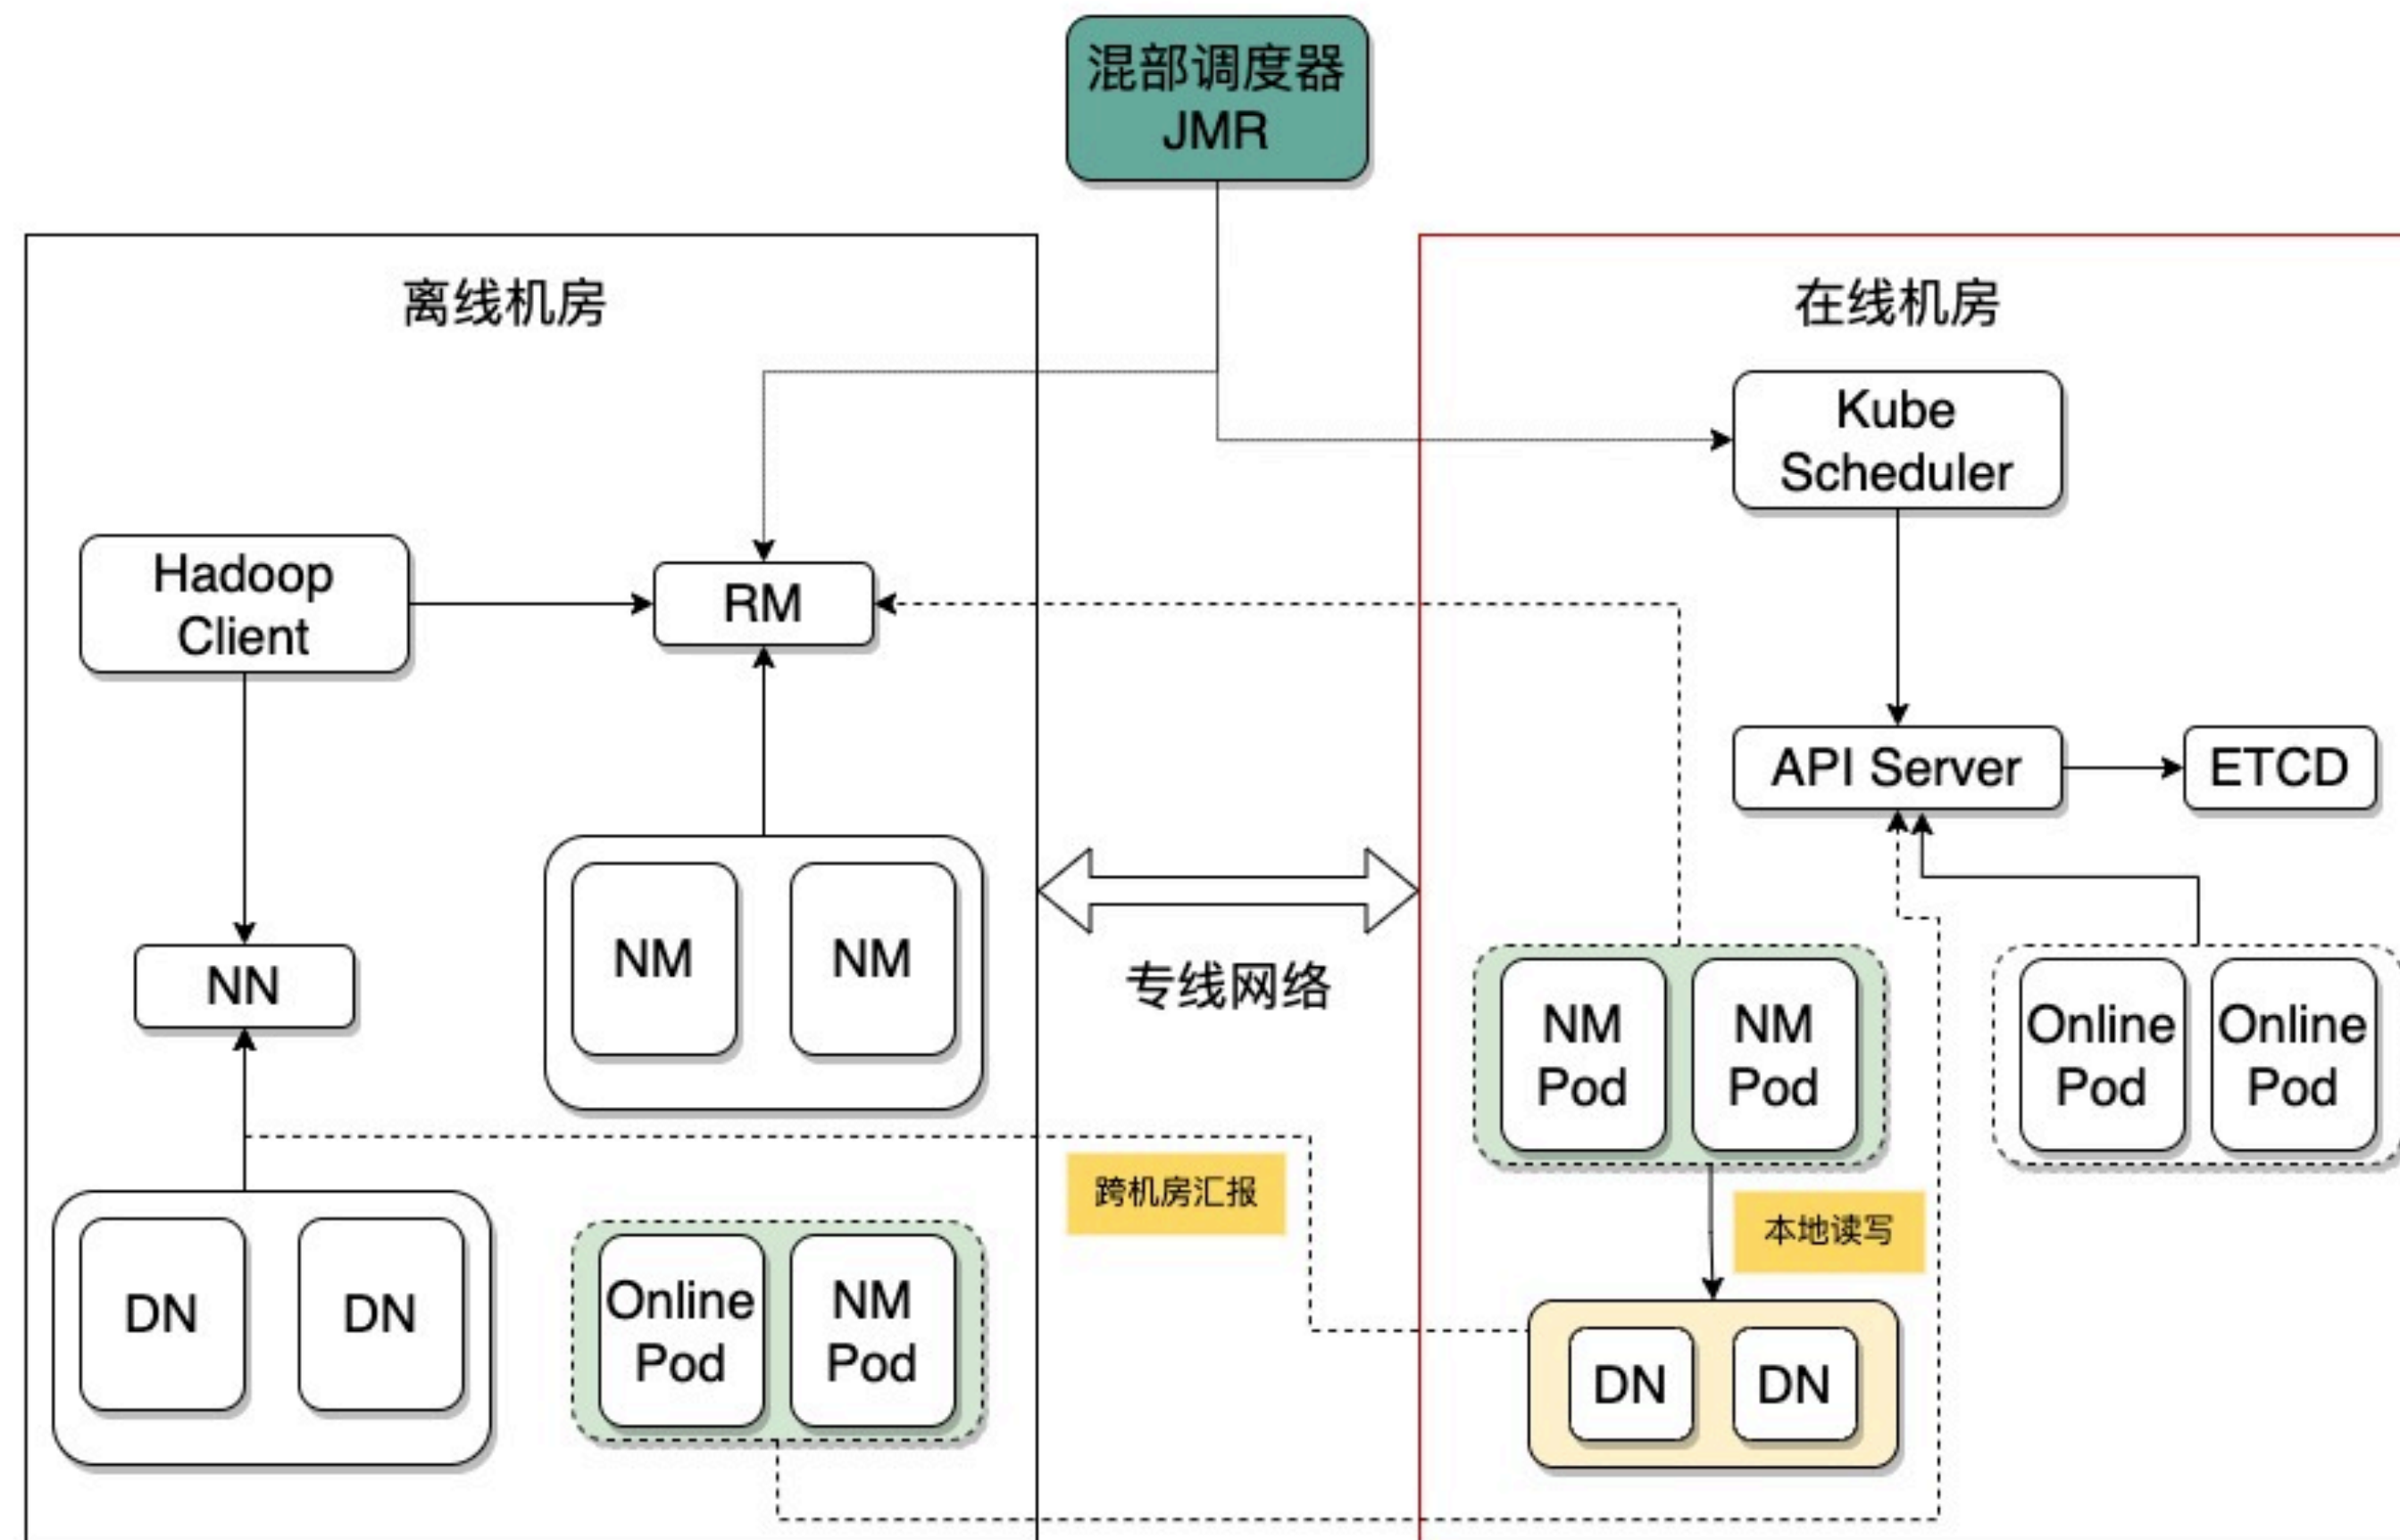 混部调度器
JMR
离线机房
在线机房
Kube
Scheduler
Hadoop
Client
RM
API Server
ETCD
NN
NM
NM
专线网络
NM
Pod
NM
Pod
Online
Pod
Online
Pod
跨机房汇报
本地读写
DN
DN
Online
Pod
NM
Pod
DN
DN